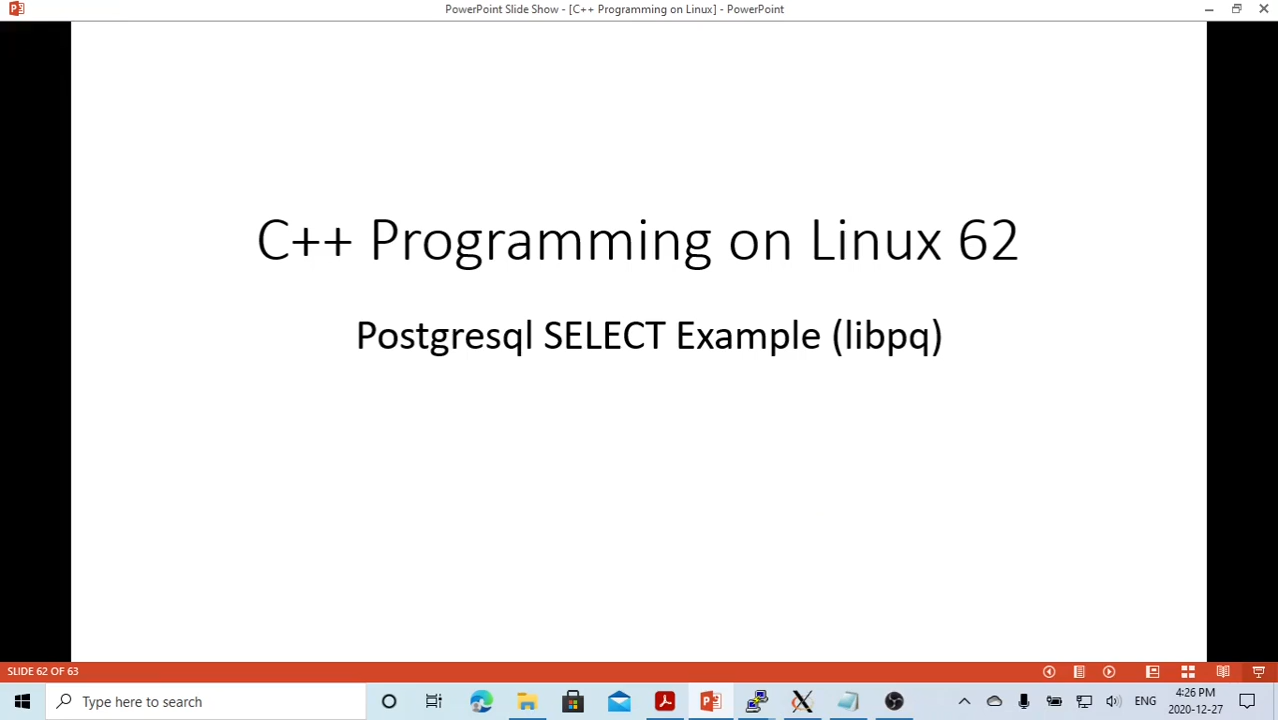 PowerPoint Slide Show - [C++ Programming on Linux] - PowerPoint
C++ Programming on Linux 62
Postgresql SELECT Example (libpq)
SLIDE 62 OF 63
Type here to search
ENG
4:26 PM
2020-12-27